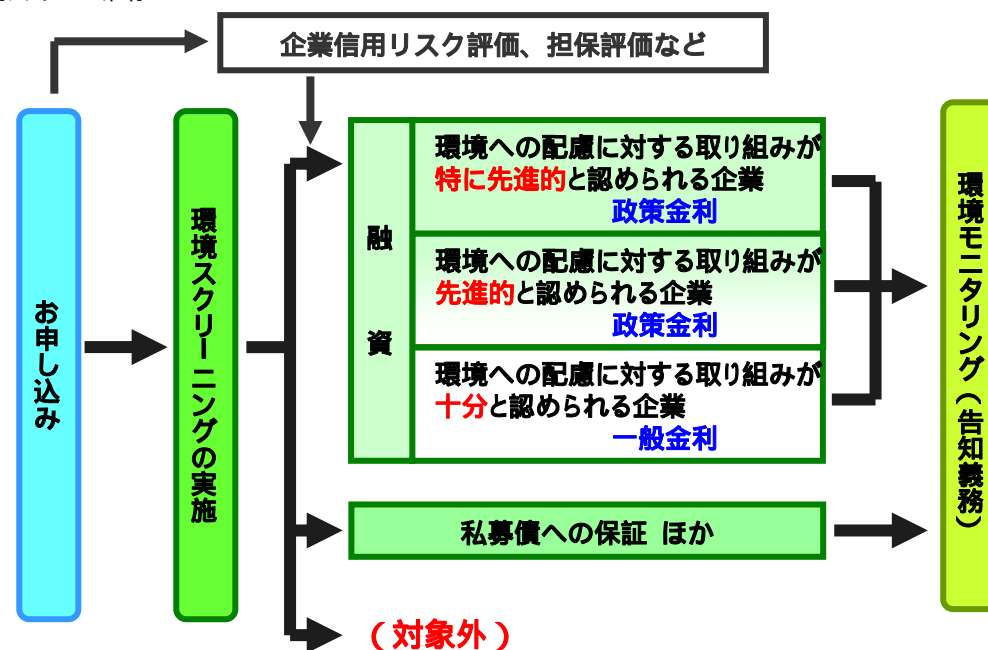 企業信用リスク評価、担保評価など
お申し込み
環境スクリーニングの実施
融資
環境への配慮に対する取り組みが
特に先進的と認められる企業
政策金利
環境への配慮に対する取り組みが
先進的と認められる企業
政策金利
環境への配慮に対する取り組みが
十分と認められる企業
一般金利
私募債への保証 ほか
（対象外）
環境モニタリング（告知義務）